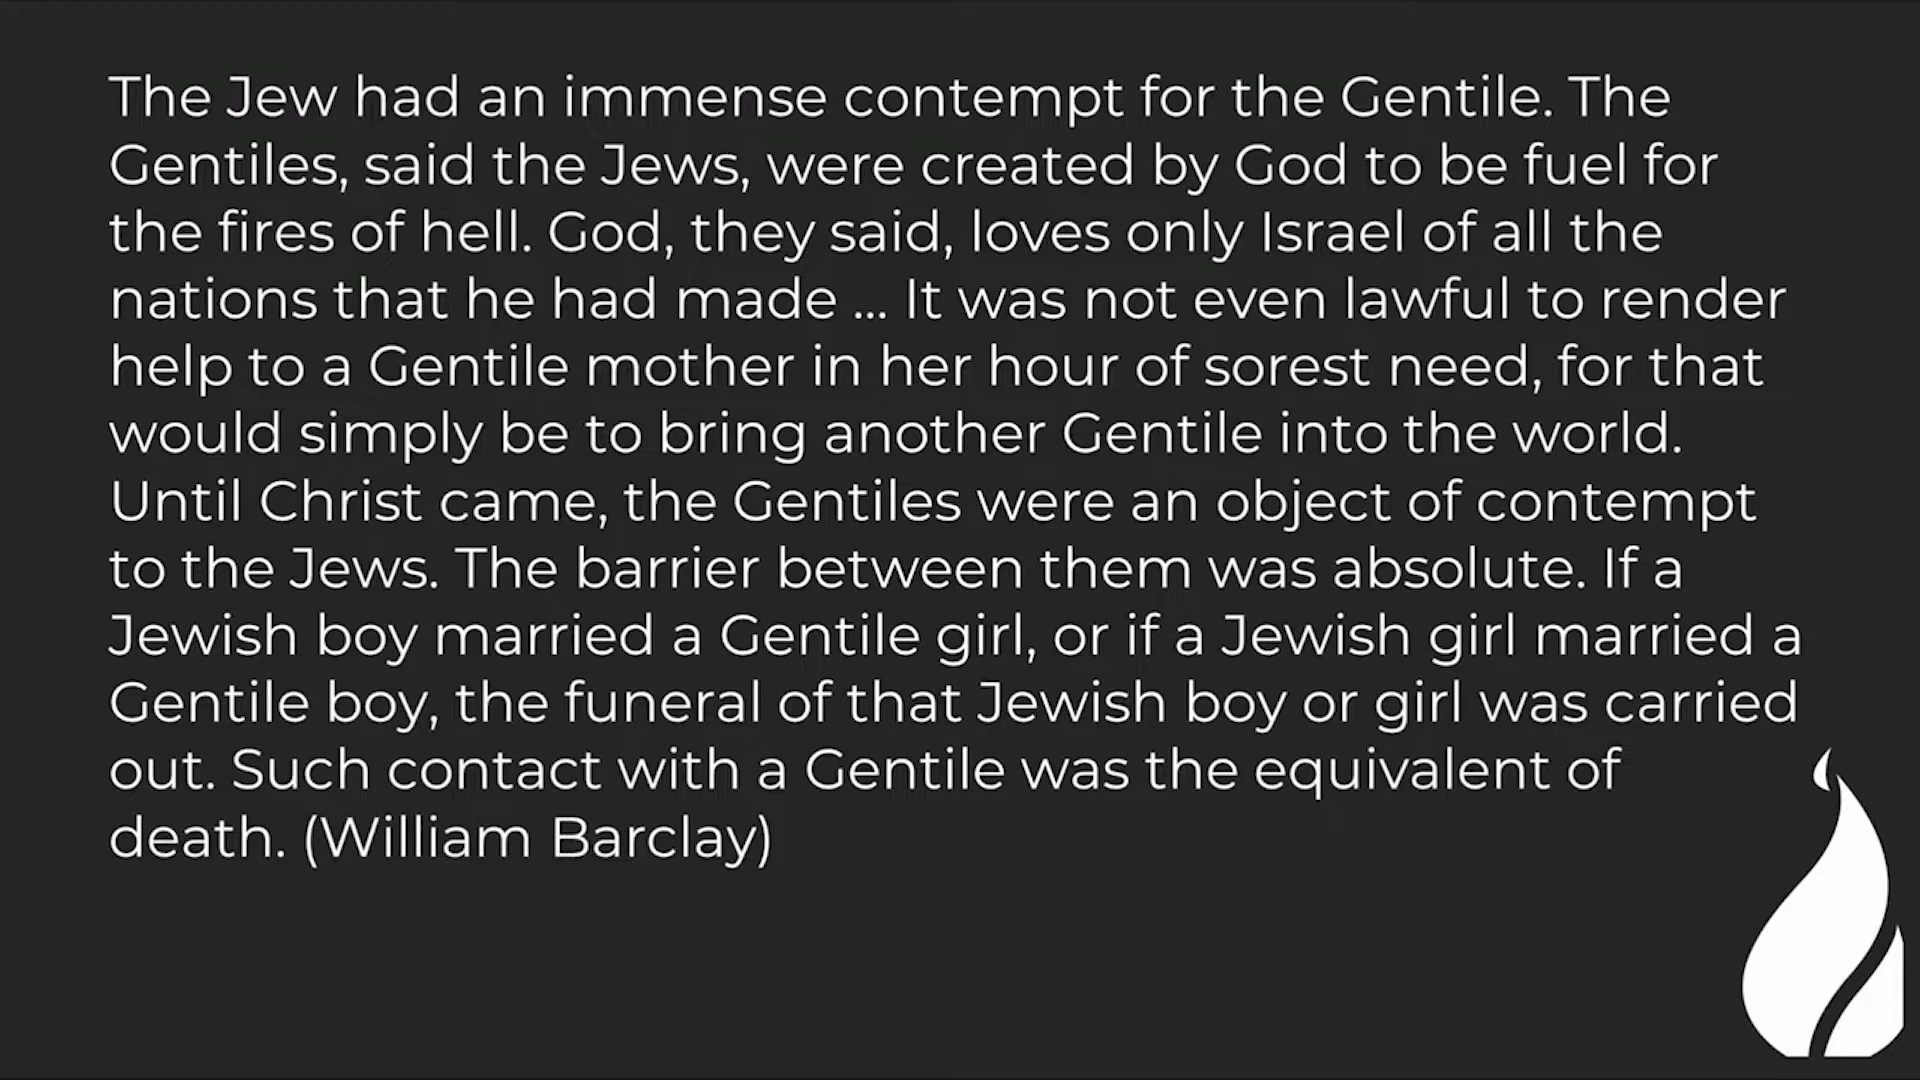 The Jew had an immense contempt for the Gentile. The
Gentiles, said the Jews, were created by God to be fuel for
the fires of hell. God, they said, loves only Israel of all the
nations that he had made ... It was not even lawful to render
help to a Gentile mother in her hour of sorest need, for that
would simply be to bring another Gentile into the world.
Until Christ came, the Gentiles were an object of contempt
to the Jews. The barrier between them was absolute. If a
Jewish boy married a Gentile girl, or if a Jewish girl married a
Gentile boy, the funeral of that Jewish boy or girl was carried
out. Such contact with a Gentile was the equivalent of
death. (William Barclay)